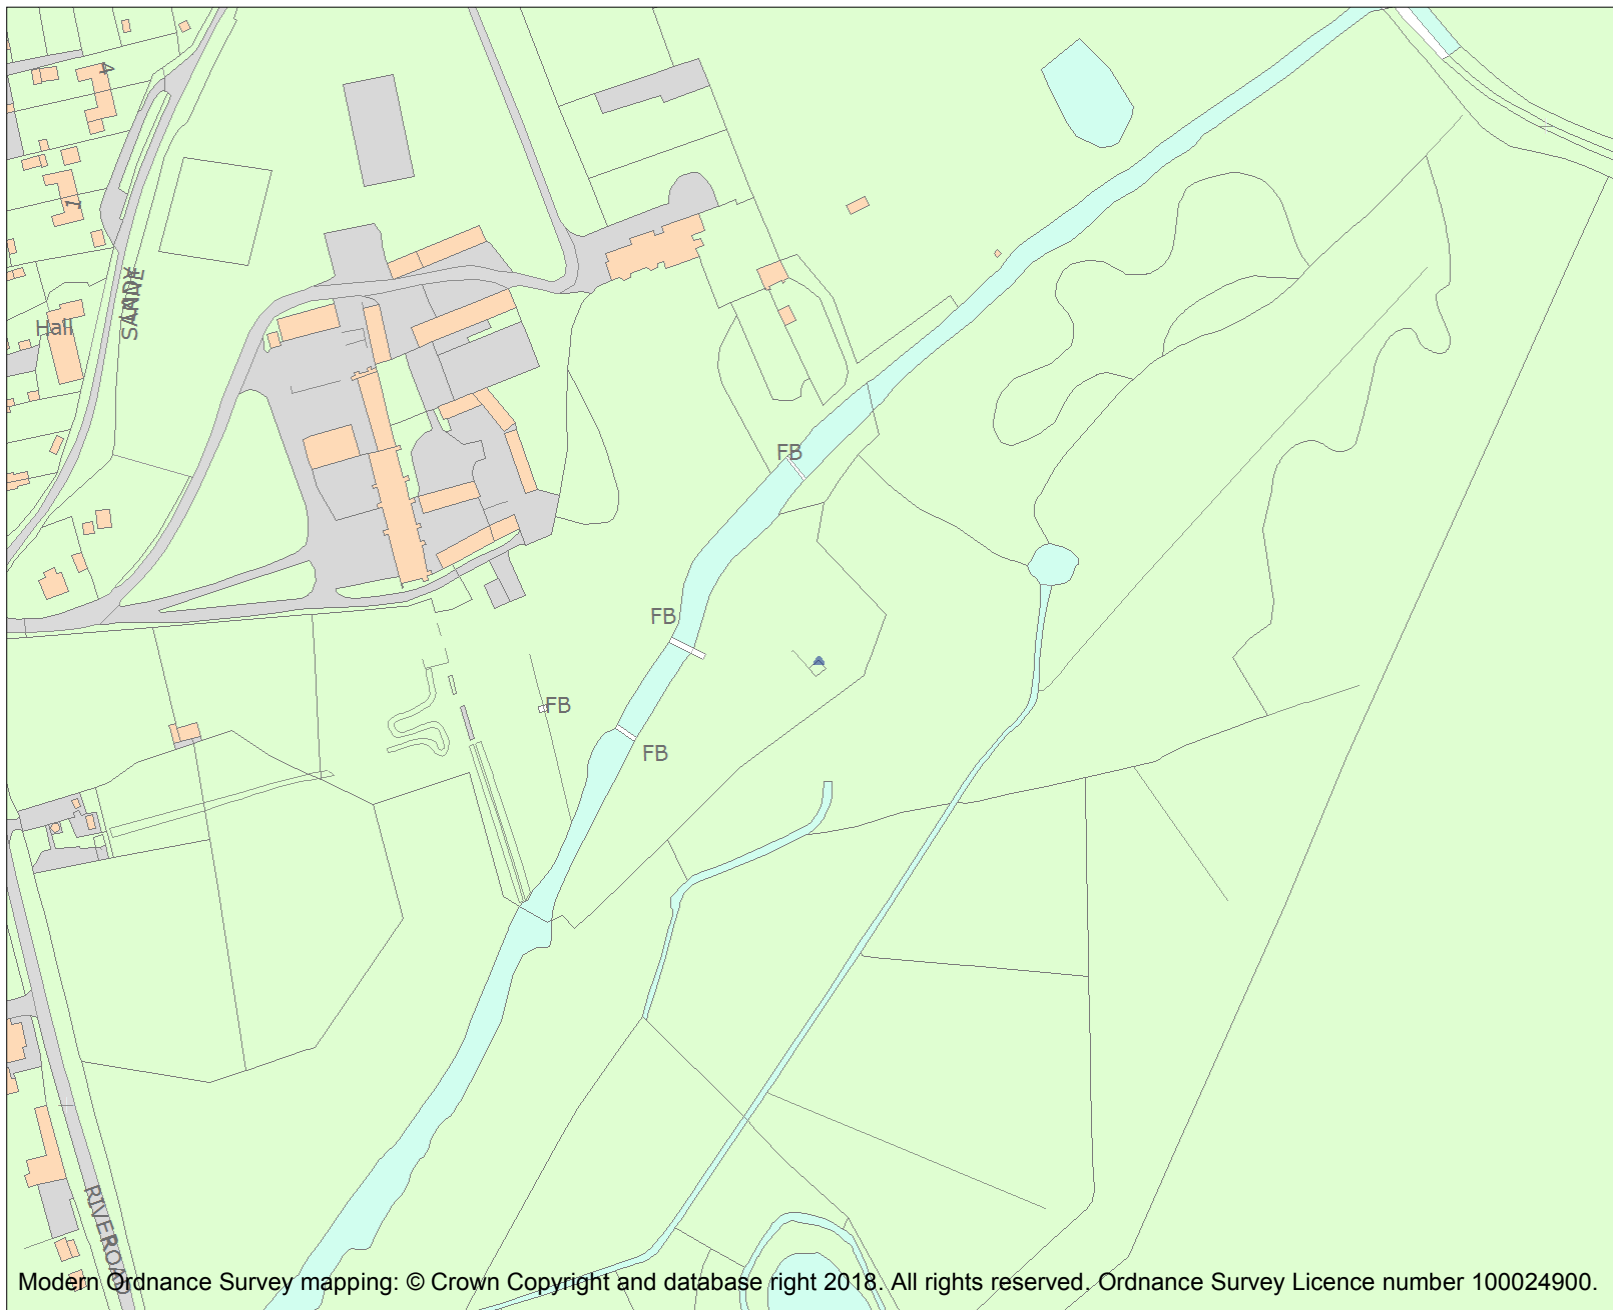 4
1
Hall
SANDY
LANE
FB
FB
FB
FB
RIVER
ROAD
Modern Ordnance Survey mapping: © Crown Copyright and database right 2018. All rights reserved. Ordnance Survey Licence number 100024900.